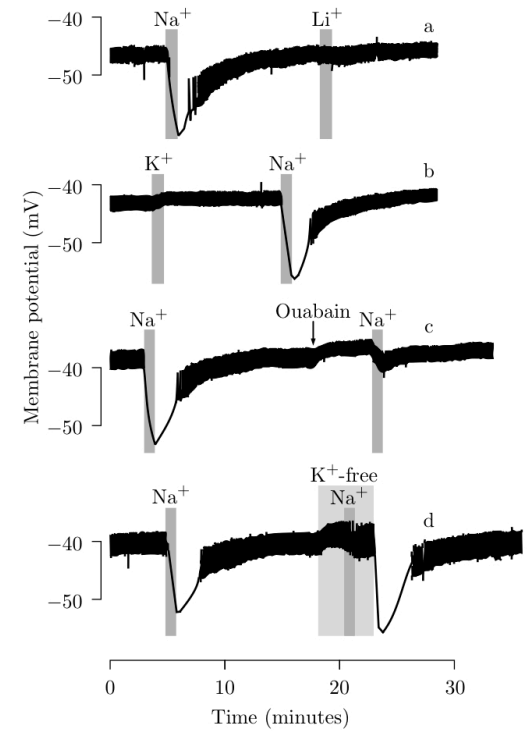 Na⁺ Li⁺
a
−40
−50
K⁺ Na⁺
b
−40
−50
Ouabain
Na⁺ Na⁺
c
−40
−50
K⁺-free
Na⁺ Na⁺
d
−40
−50
Membrane potential (mV)
0 10 20 30
Time (minutes)